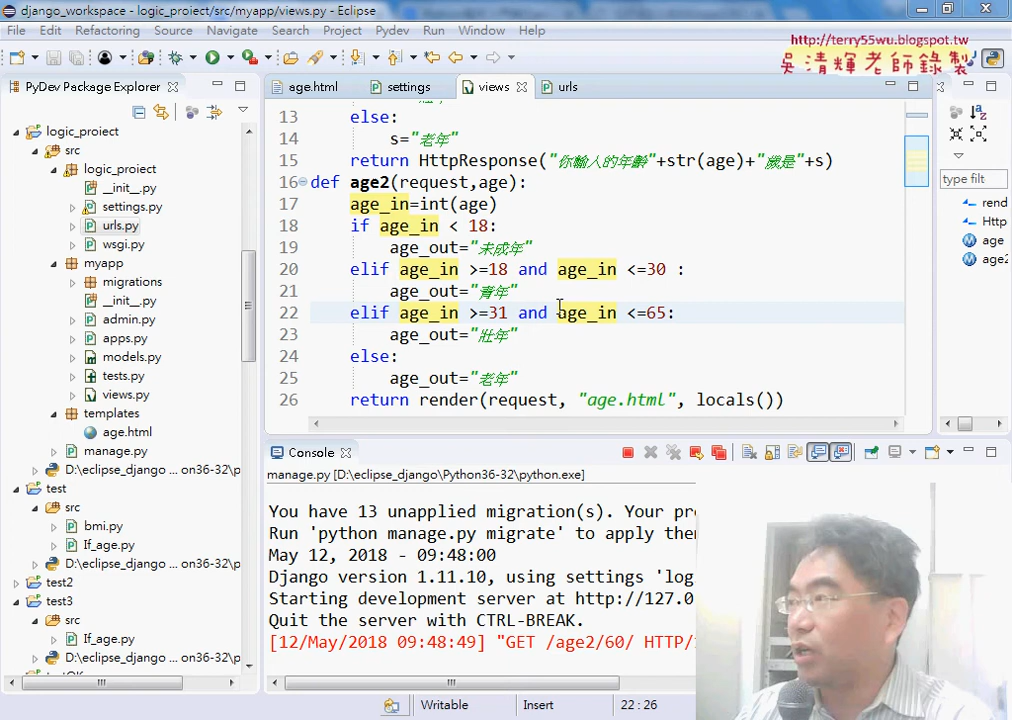 django_workspace - logic_proiect/src/myapp/views.py - Eclipse
File Edit Refactoring Source Navigate Search Project Pydev Run Window Help
http://terry55wu.blogspot.tw
吳清輝老師錄製
PyDev Package Explorer
age.html settings views urls
logic_proiect
src
logic_proiect
__init__.py
settings.py
urls.py
wsgi.py
myapp
migrations
__init__.py
admin.py
apps.py
models.py
tests.py
views.py
templates
age.html
manage.py
D:\eclipse_django ... on36-32\p
test
src
bmi.py
If_age.py
D:\eclipse_django ... on36-32\p
test2
test3
src
If_age.py
D:\eclipse_django ... on36-32\p
13 else:
14 s="老年"
15 return HttpResponse("你輸入的年齡"+str(age)+"歲是"+s)
16 def age2(request,age):
17 age_in=int(age)
18 if age_in < 18:
19 age_out="未成年"
20 elif age_in >=18 and age_in <=30 :
21 age_out="青年"
22 elif age_in >=31 and age_in <=65:
23 age_out="壯年"
24 else:
25 age_out="老年"
26 return render(request, "age.html", locals())
type filt
rend
Http
age
age2
Console
manage.py [D:\eclipse_django\Python36-32\python.exe]
You have 13 unapplied migration(s). Your pr
Run 'python manage.py migrate' to apply the
May 12, 2018 - 09:48:00
Django version 1.11.10, using settings 'log
Starting development server at http://127.0
Quit the server with CTRL-BREAK.
[12/May/2018 09:48:49] "GET /age2/60/ HTTP/
Writable Insert 22 : 26